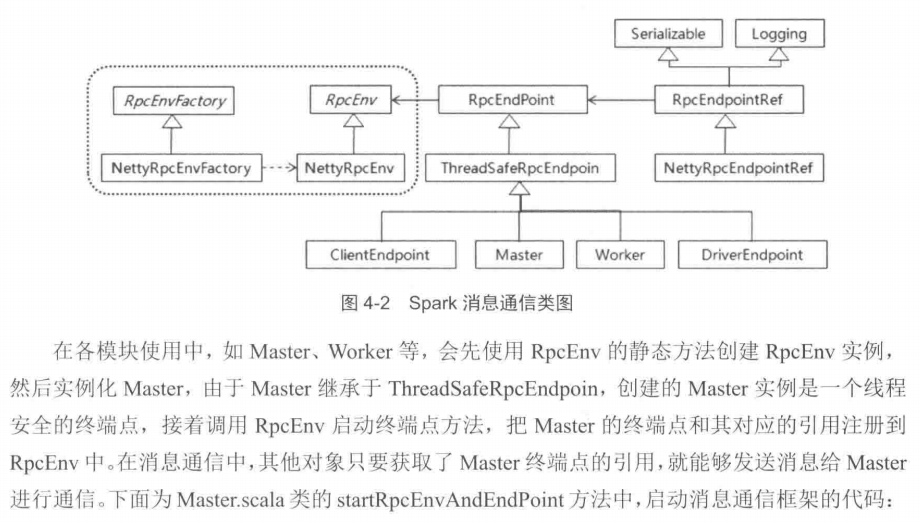 Serializable
Logging
RpcEnvFactory
RpcEnv
RpcEndPoint
RpcEndpointRef
NettyRpcEnvFactory
NettyRpcEnv
ThreadSafeRpcEndpoin
NettyRpcEndpointRef
ClientEndpoint
Master
Worker
DriverEndpoint
图 4-2 Spark 消息通信类图
在各模块使用中，如 Master、Worker 等，会先使用 RpcEnv 的静态方法创建 RpcEnv 实例，
然后实例化 Master，由于 Master 继承于 ThreadSafeRpcEndpoin，创建的 Master 实例是一个线程
安全的终端点，接着调用 RpcEnv 启动终端点方法，把 Master 的终端点和其对应的引用注册到
RpcEnv 中。在消息通信中，其他对象只要获取了 Master 终端点的引用，就能够发送消息给 Master
进行通信。下面为 Master.scala 类的 startRpcEnvAndEndPoint 方法中，启动消息通信框架的代码：